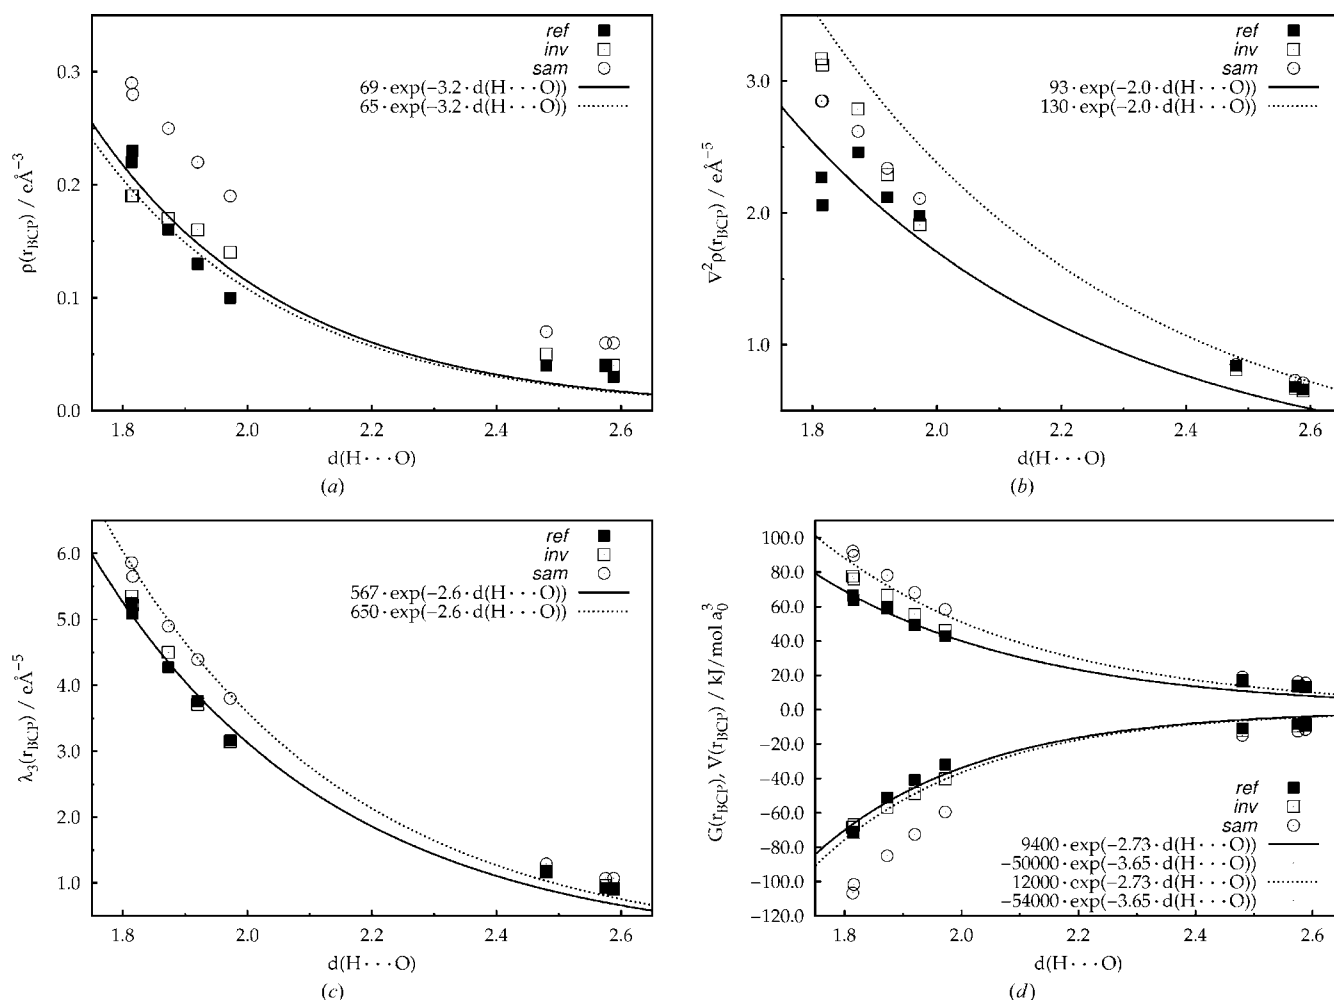 ref
inv
sam
69·exp(−3.2·d(H···O))
65·exp(−3.2·d(H···O))
ρ(r_BCP) / eÅ⁻³
0.3
0.2
0.1
0.0
1.8 2.0 2.2 2.4 2.6
d(H···O)
(a)
ref
inv
sam
93·exp(−2.0·d(H···O))
130·exp(−2.0·d(H···O))
∇²ρ(r_BCP) / eÅ⁻⁵
3.0
2.0
1.0
1.8 2.0 2.2 2.4 2.6
d(H···O)
(b)
ref
inv
sam
567·exp(−2.6·d(H···O))
650·exp(−2.6·d(H···O))
λ₃(r_BCP) / eÅ⁻⁵
6.0
5.0
4.0
3.0
2.0
1.0
1.8 2.0 2.2 2.4 2.6
d(H···O)
(c)
G(r_BCP), V(r_BCP) / kJ/mol a₀³
100.0
80.0
60.0
40.0
20.0
0.0
−20.0
−40.0
−60.0
−80.0
−100.0
−120.0
ref
inv
sam
9400·exp(−2.73·d(H···O))
−50000·exp(−3.65·d(H···O))
12000·exp(−2.73·d(H···O))
−54000·exp(−3.65·d(H···O))
1.8 2.0 2.2 2.4 2.6
d(H···O)
(d)